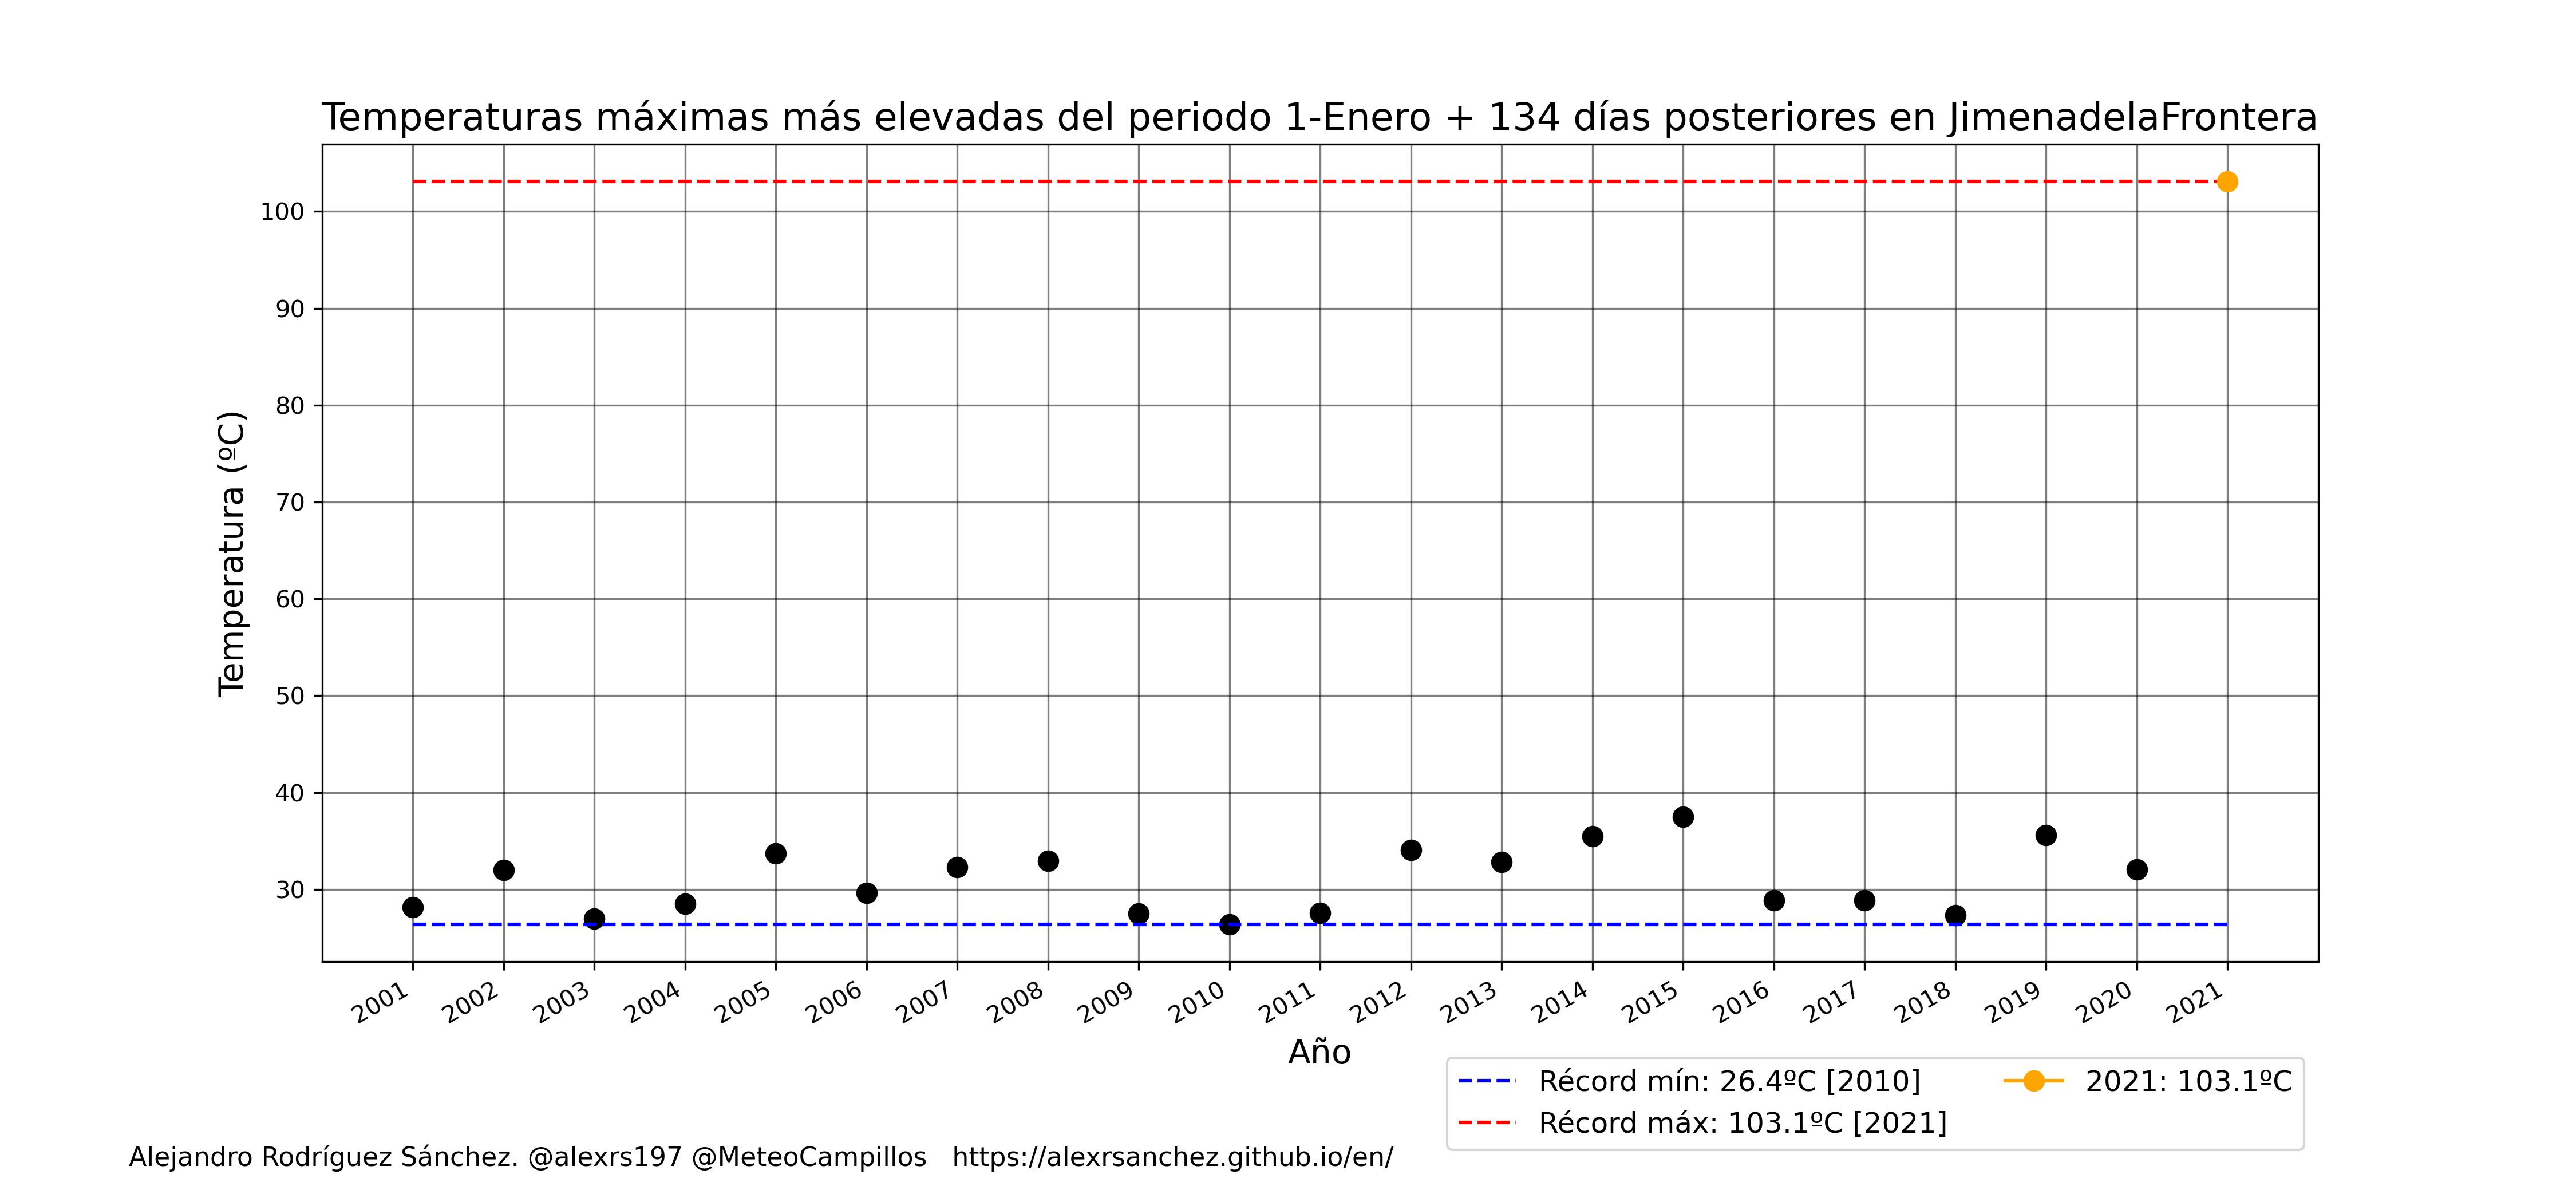 Temperaturas máximas más elevadas del periodo 1-Enero + 134 días posteriores en JimenadelaFrontera
Temperatura (ºC)
100
90
80
70
60
50
40
30
2001 2002 2003 2004 2005 2006 2007 2008 2009 2010 2011 2012 2013 2014 2015 2016 2017 2018 2019 2020 2021
Año
Récord mín: 26.4ºC [2010]
Récord máx: 103.1ºC [2021]
2021: 103.1ºC
Alejandro Rodríguez Sánchez. @alexrs197 @MeteoCampillos https://alexrsanchez.github.io/en/